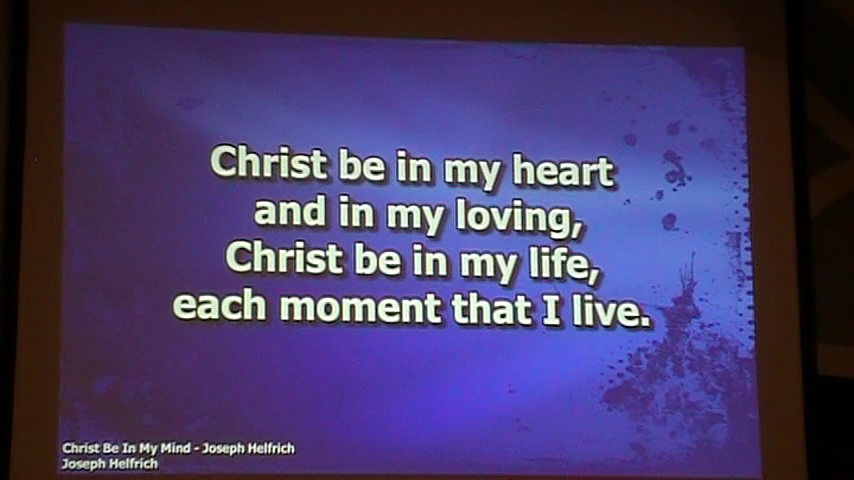 Christ be in my heart
and in my loving,
Christ be in my life,
each moment that I live.
Christ Be In My Mind - Joseph Helfrich
Joseph Helfrich